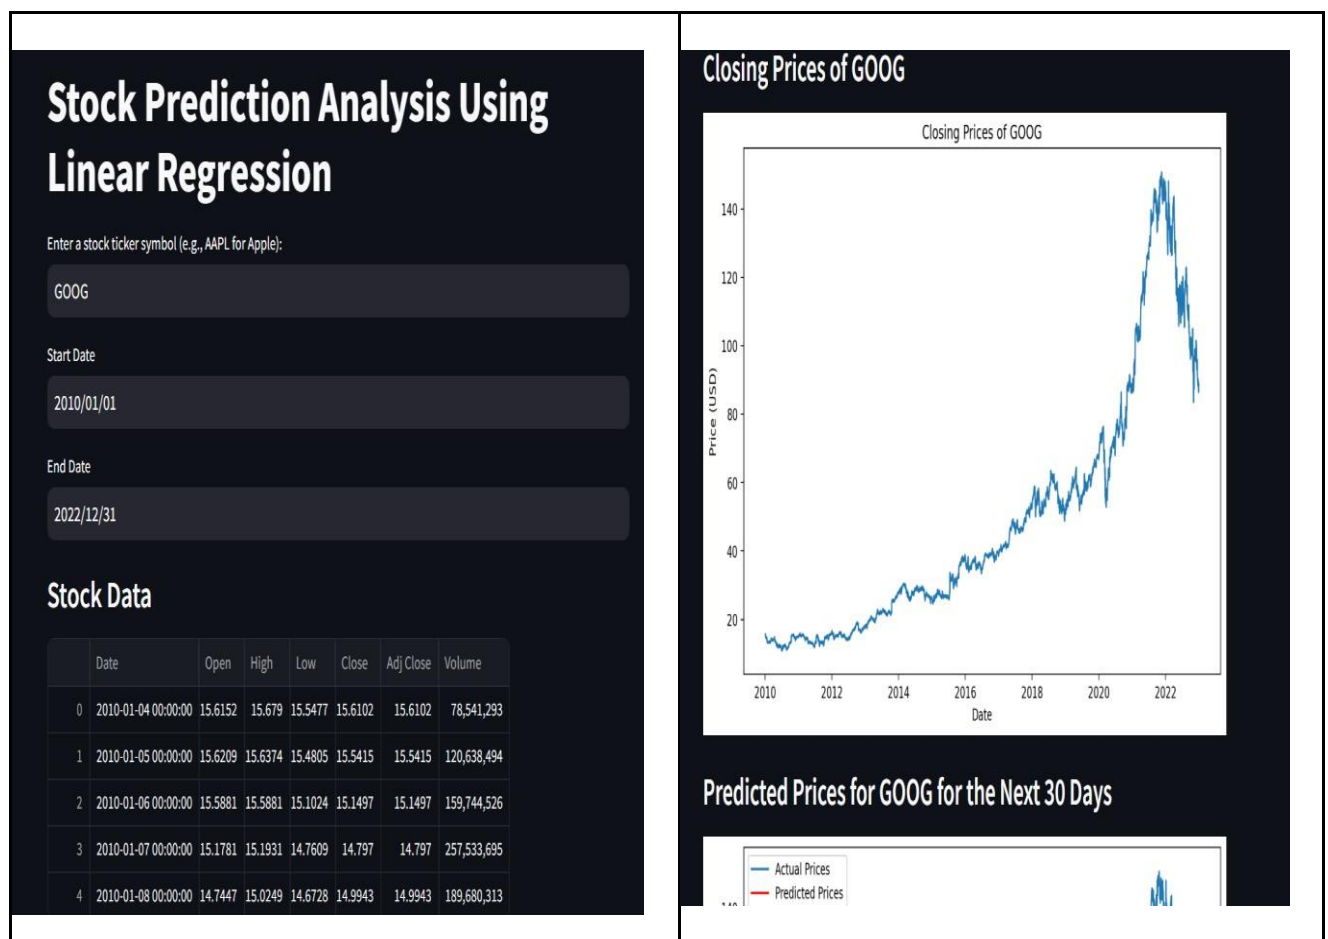 Stock Prediction Analysis Using
Linear Regression
Enter a stock ticker symbol (e.g., AAPL for Apple):
GOOG
Start Date
2010/01/01
End Date
2022/12/31
Stock Data
Date Open High Low Close Adj Close Volume
0 2010-01-04 00:00:00 15.6152 15.679 15.5477 15.6102 15.6102 78,541,293
1 2010-01-05 00:00:00 15.6209 15.6374 15.4805 15.5415 15.5415 120,638,494
2 2010-01-06 00:00:00 15.5881 15.5881 15.1024 15.1497 15.1497 159,744,526
3 2010-01-07 00:00:00 15.1781 15.1931 14.7609 14.797 14.797 257,533,695
4 2010-01-08 00:00:00 14.7447 15.0249 14.6728 14.9943 14.9943 189,680,313
Closing Prices of GOOG
Closing Prices of GOOG
140
120
100
80
60
40
20
Price (USD)
2010 2012 2014 2016 2018 2020 2022
Date
Predicted Prices for GOOG for the Next 30 Days
Actual Prices
Predicted Prices